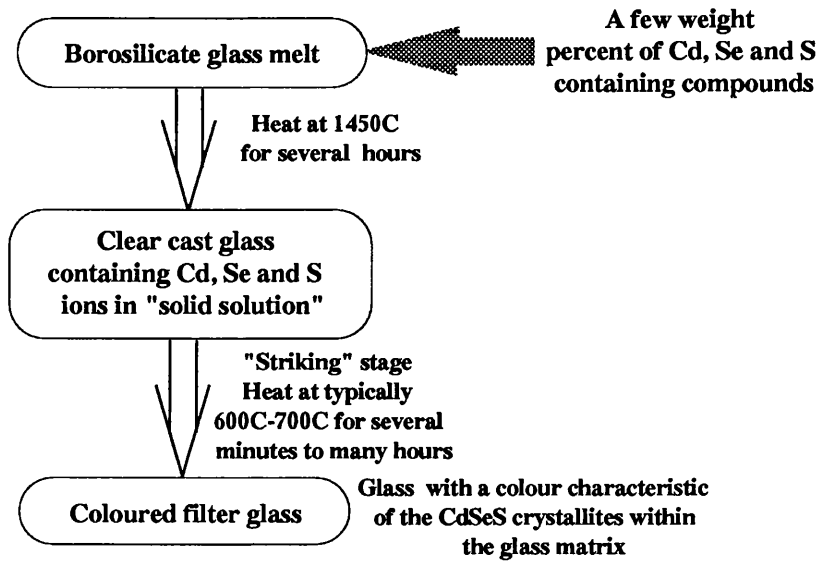 Borosilicate glass melt
A few weight
percent of Cd, Se and S
containing compounds
Heat at 1450C
for several hours
Clear cast glass
containing Cd, Se and S
ions in "solid solution"
"Striking" stage
Heat at typically
600C-700C for several
minutes to many hours
Coloured filter glass
Glass with a colour characteristic
of the CdSeS crystallites within
the glass matrix